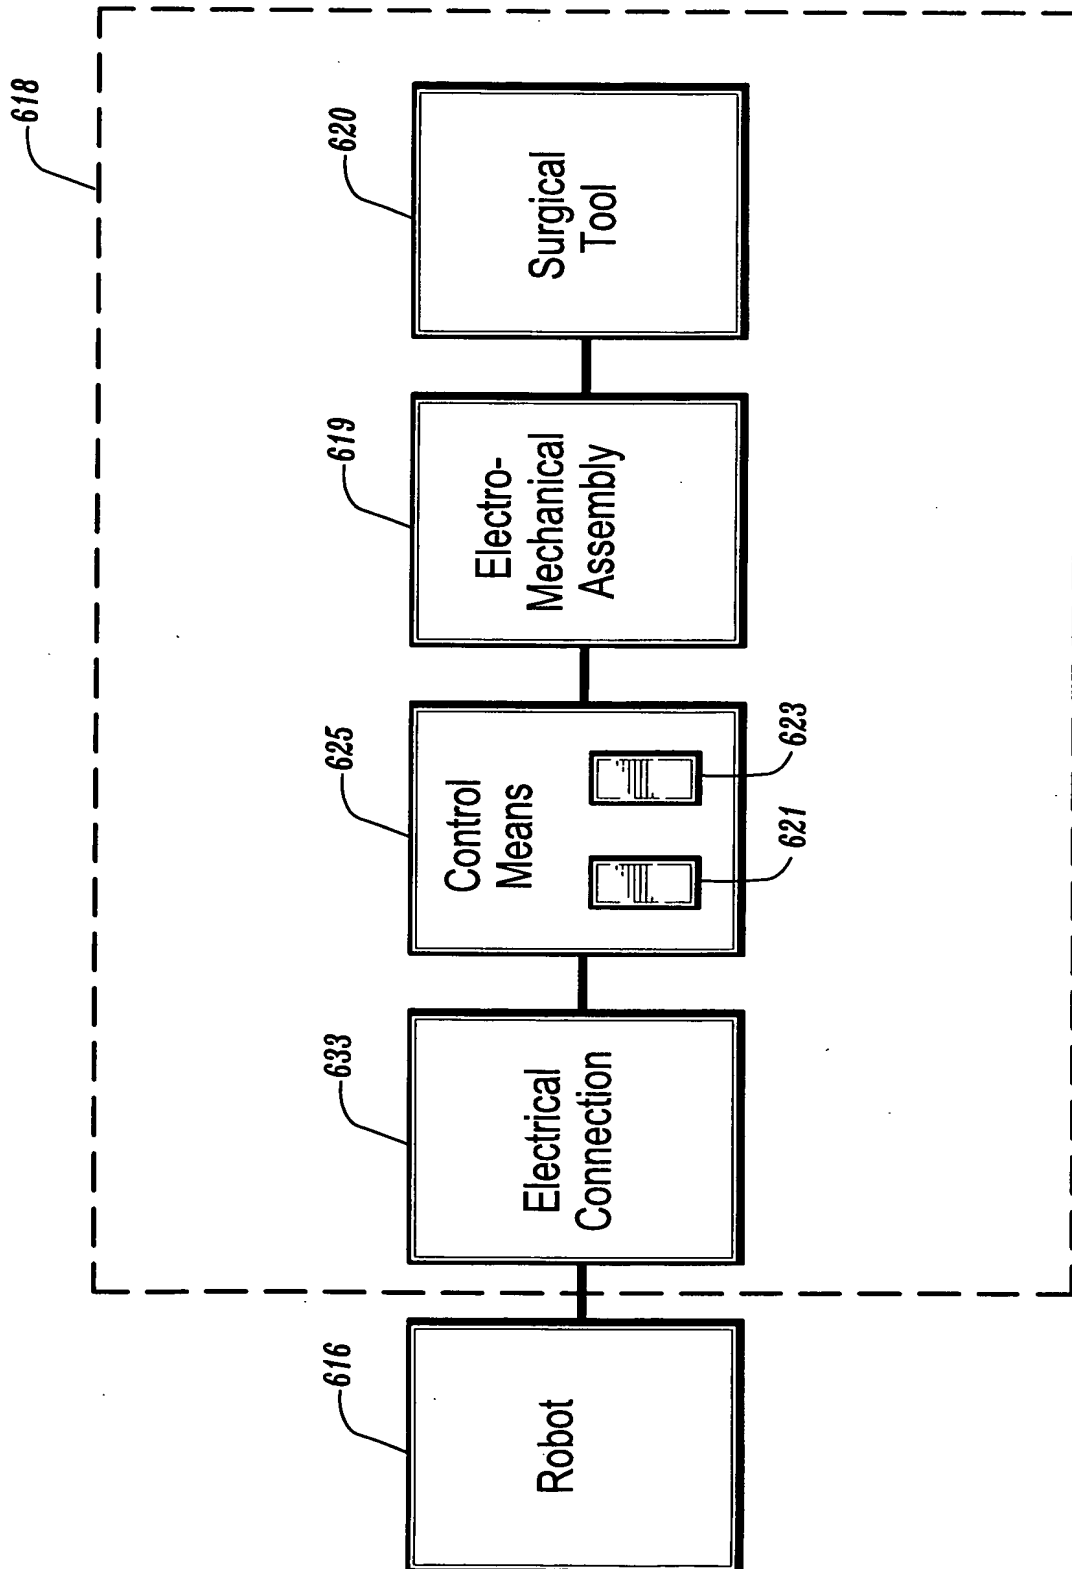 618
616
Robot
633
Electrical
Connection
625
Control
Means
621
623
619
Electro-
Mechanical
Assembly
620
Surgical
Tool